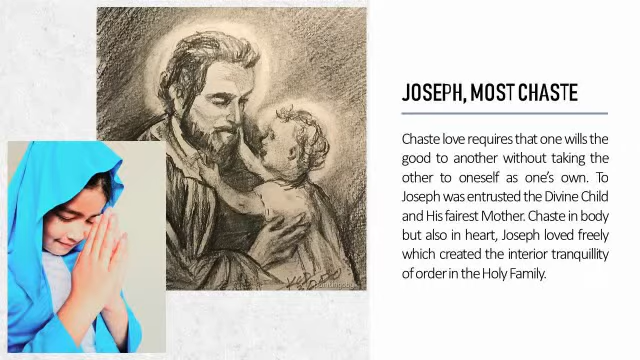 JOSEPH, MOST CHASTE
Chaste love requires that one wills the
good to another without taking the
other to oneself as one's own. To
Joseph was entrusted the Divine Child
and His fairest Mother. Chaste in body
but also in heart, Joseph loved freely
which created the interior tranquillity
of order in the Holy Family.